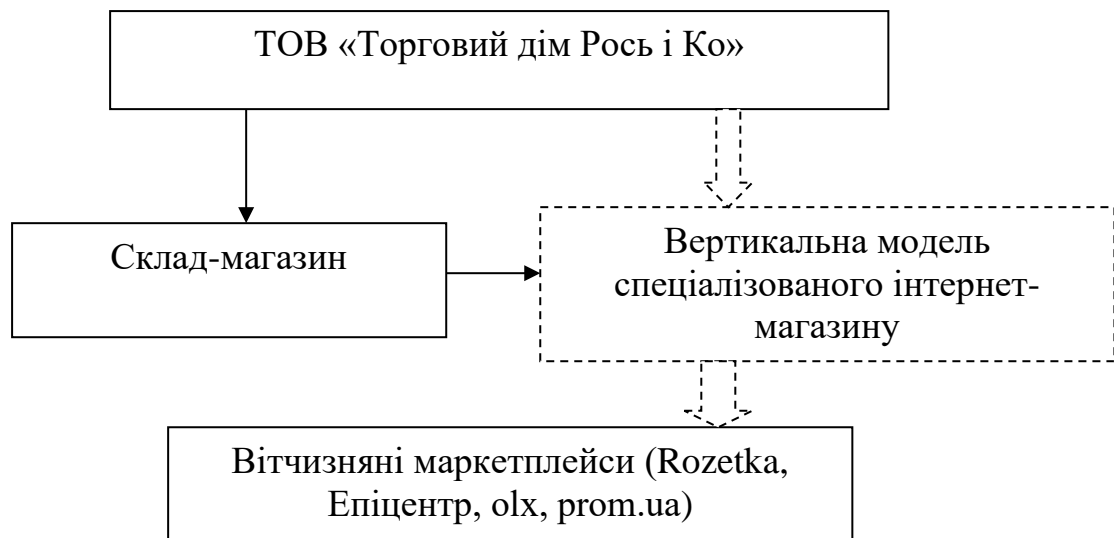 ТОВ «Торговий дім Рось і Ко»
Склад-магазин
Вертикальна модель
спеціалізованого інтернет-
магазину
Вітчизняні маркетплейси (Rozetka,
Епіцентр, olx, prom.ua)